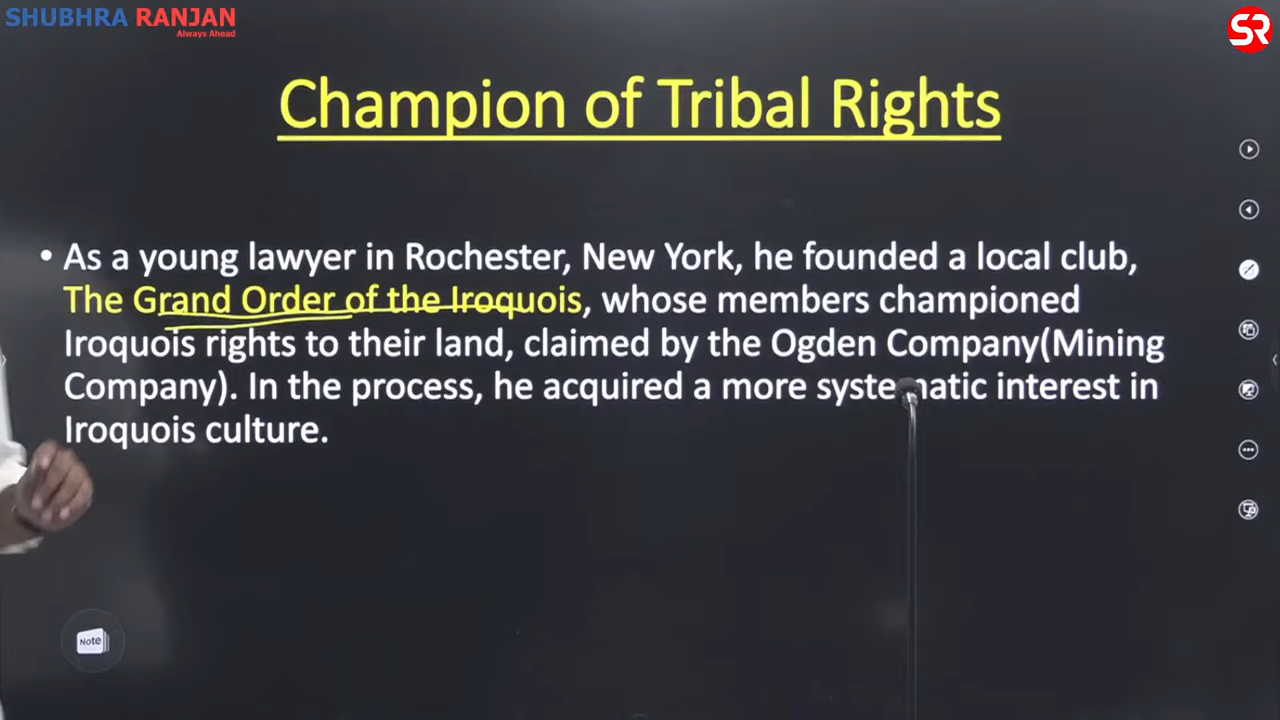 SHUBHRA RANJAN
Always Ahead
SR
Champion of Tribal Rights
• As a young lawyer in Rochester, New York, he founded a local club,
The Grand Order of the Iroquois, whose members championed
Iroquois rights to their land, claimed by the Ogden Company(Mining
Company). In the process, he acquired a more systematic interest in
Iroquois culture.
Note